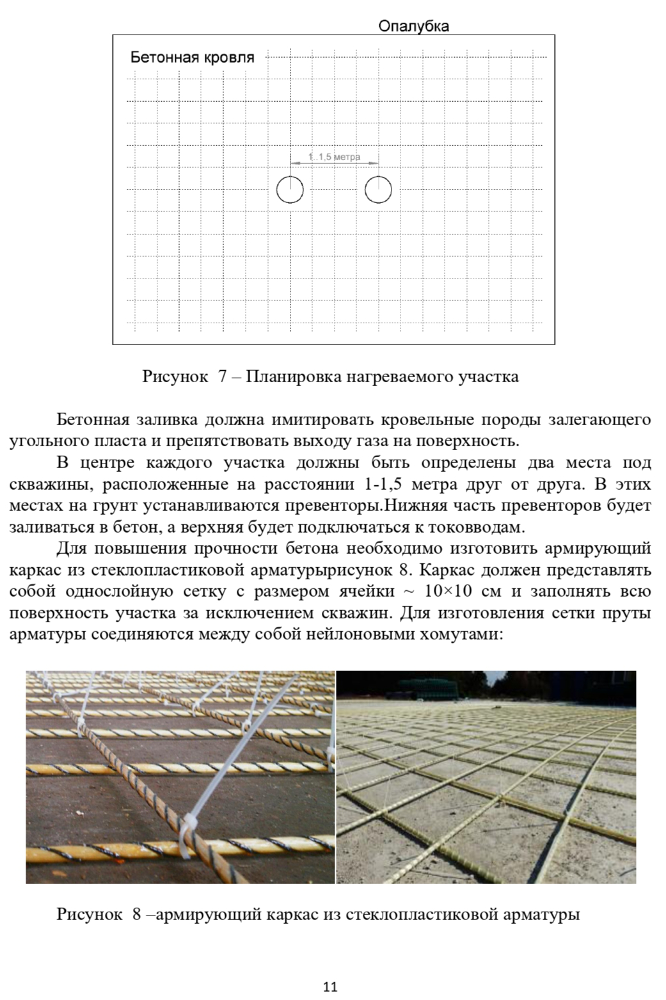 Опалубка
Бетонная кровля
1..1,5 метра
Рисунок 7 – Планировка нагреваемого участка
Бетонная заливка должна имитировать кровельные породы залегающего
угольного пласта и препятствовать выходу газа на поверхность.
В центре каждого участка должны быть определены два места под
скважины, расположенные на расстоянии 1-1,5 метра друг от друга. В этих
местах на грунт устанавливаются превенторы.Нижняя часть превенторов будет
заливаться в бетон, а верхняя будет подключаться к токовводам.
Для повышения прочности бетона необходимо изготовить армирующий
каркас из стеклопластиковой арматурырисунок 8. Каркас должен представлять
собой однослойную сетку с размером ячейки ~ 10×10 см и заполнять всю
поверхность участка за исключением скважин. Для изготовления сетки пруты
арматуры соединяются между собой нейлоновыми хомутами:
Рисунок 8 –армирующий каркас из стеклопластиковой арматуры
11